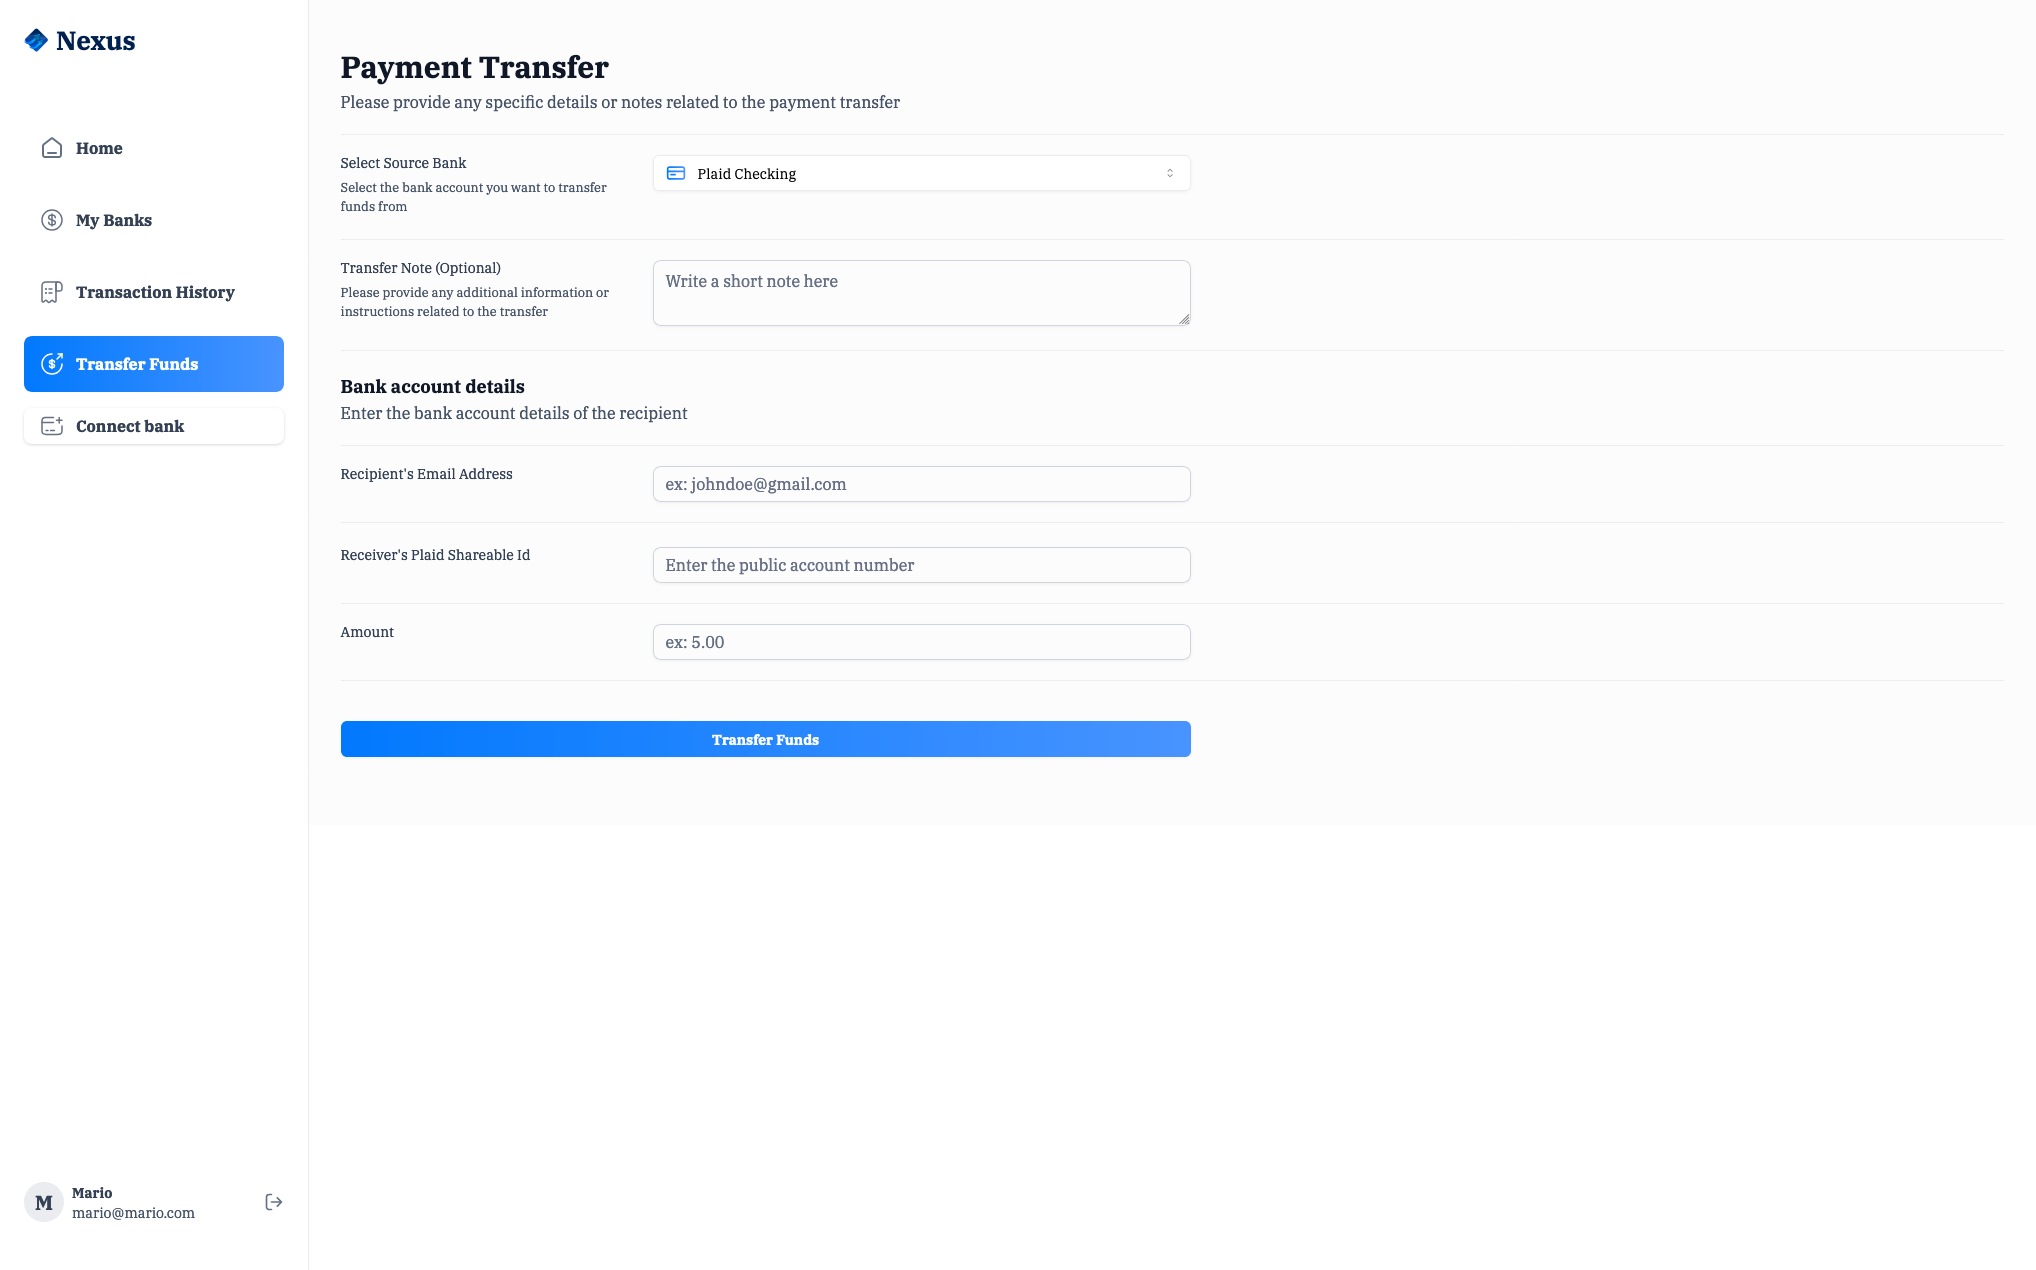 Nexus
Home
My Banks
Transaction History
Transfer Funds
Connect bank
M
Mario
mario@mario.com
Payment Transfer
Please provide any specific details or notes related to the payment transfer
Select Source Bank
Select the bank account you want to transfer
funds from
Plaid Checking
Transfer Note (Optional)
Please provide any additional information or
instructions related to the transfer
Write a short note here
Bank account details
Enter the bank account details of the recipient
Recipient's Email Address
ex: johndoe@gmail.com
Receiver's Plaid Shareable Id
Enter the public account number
Amount
ex: 5.00
Transfer Funds